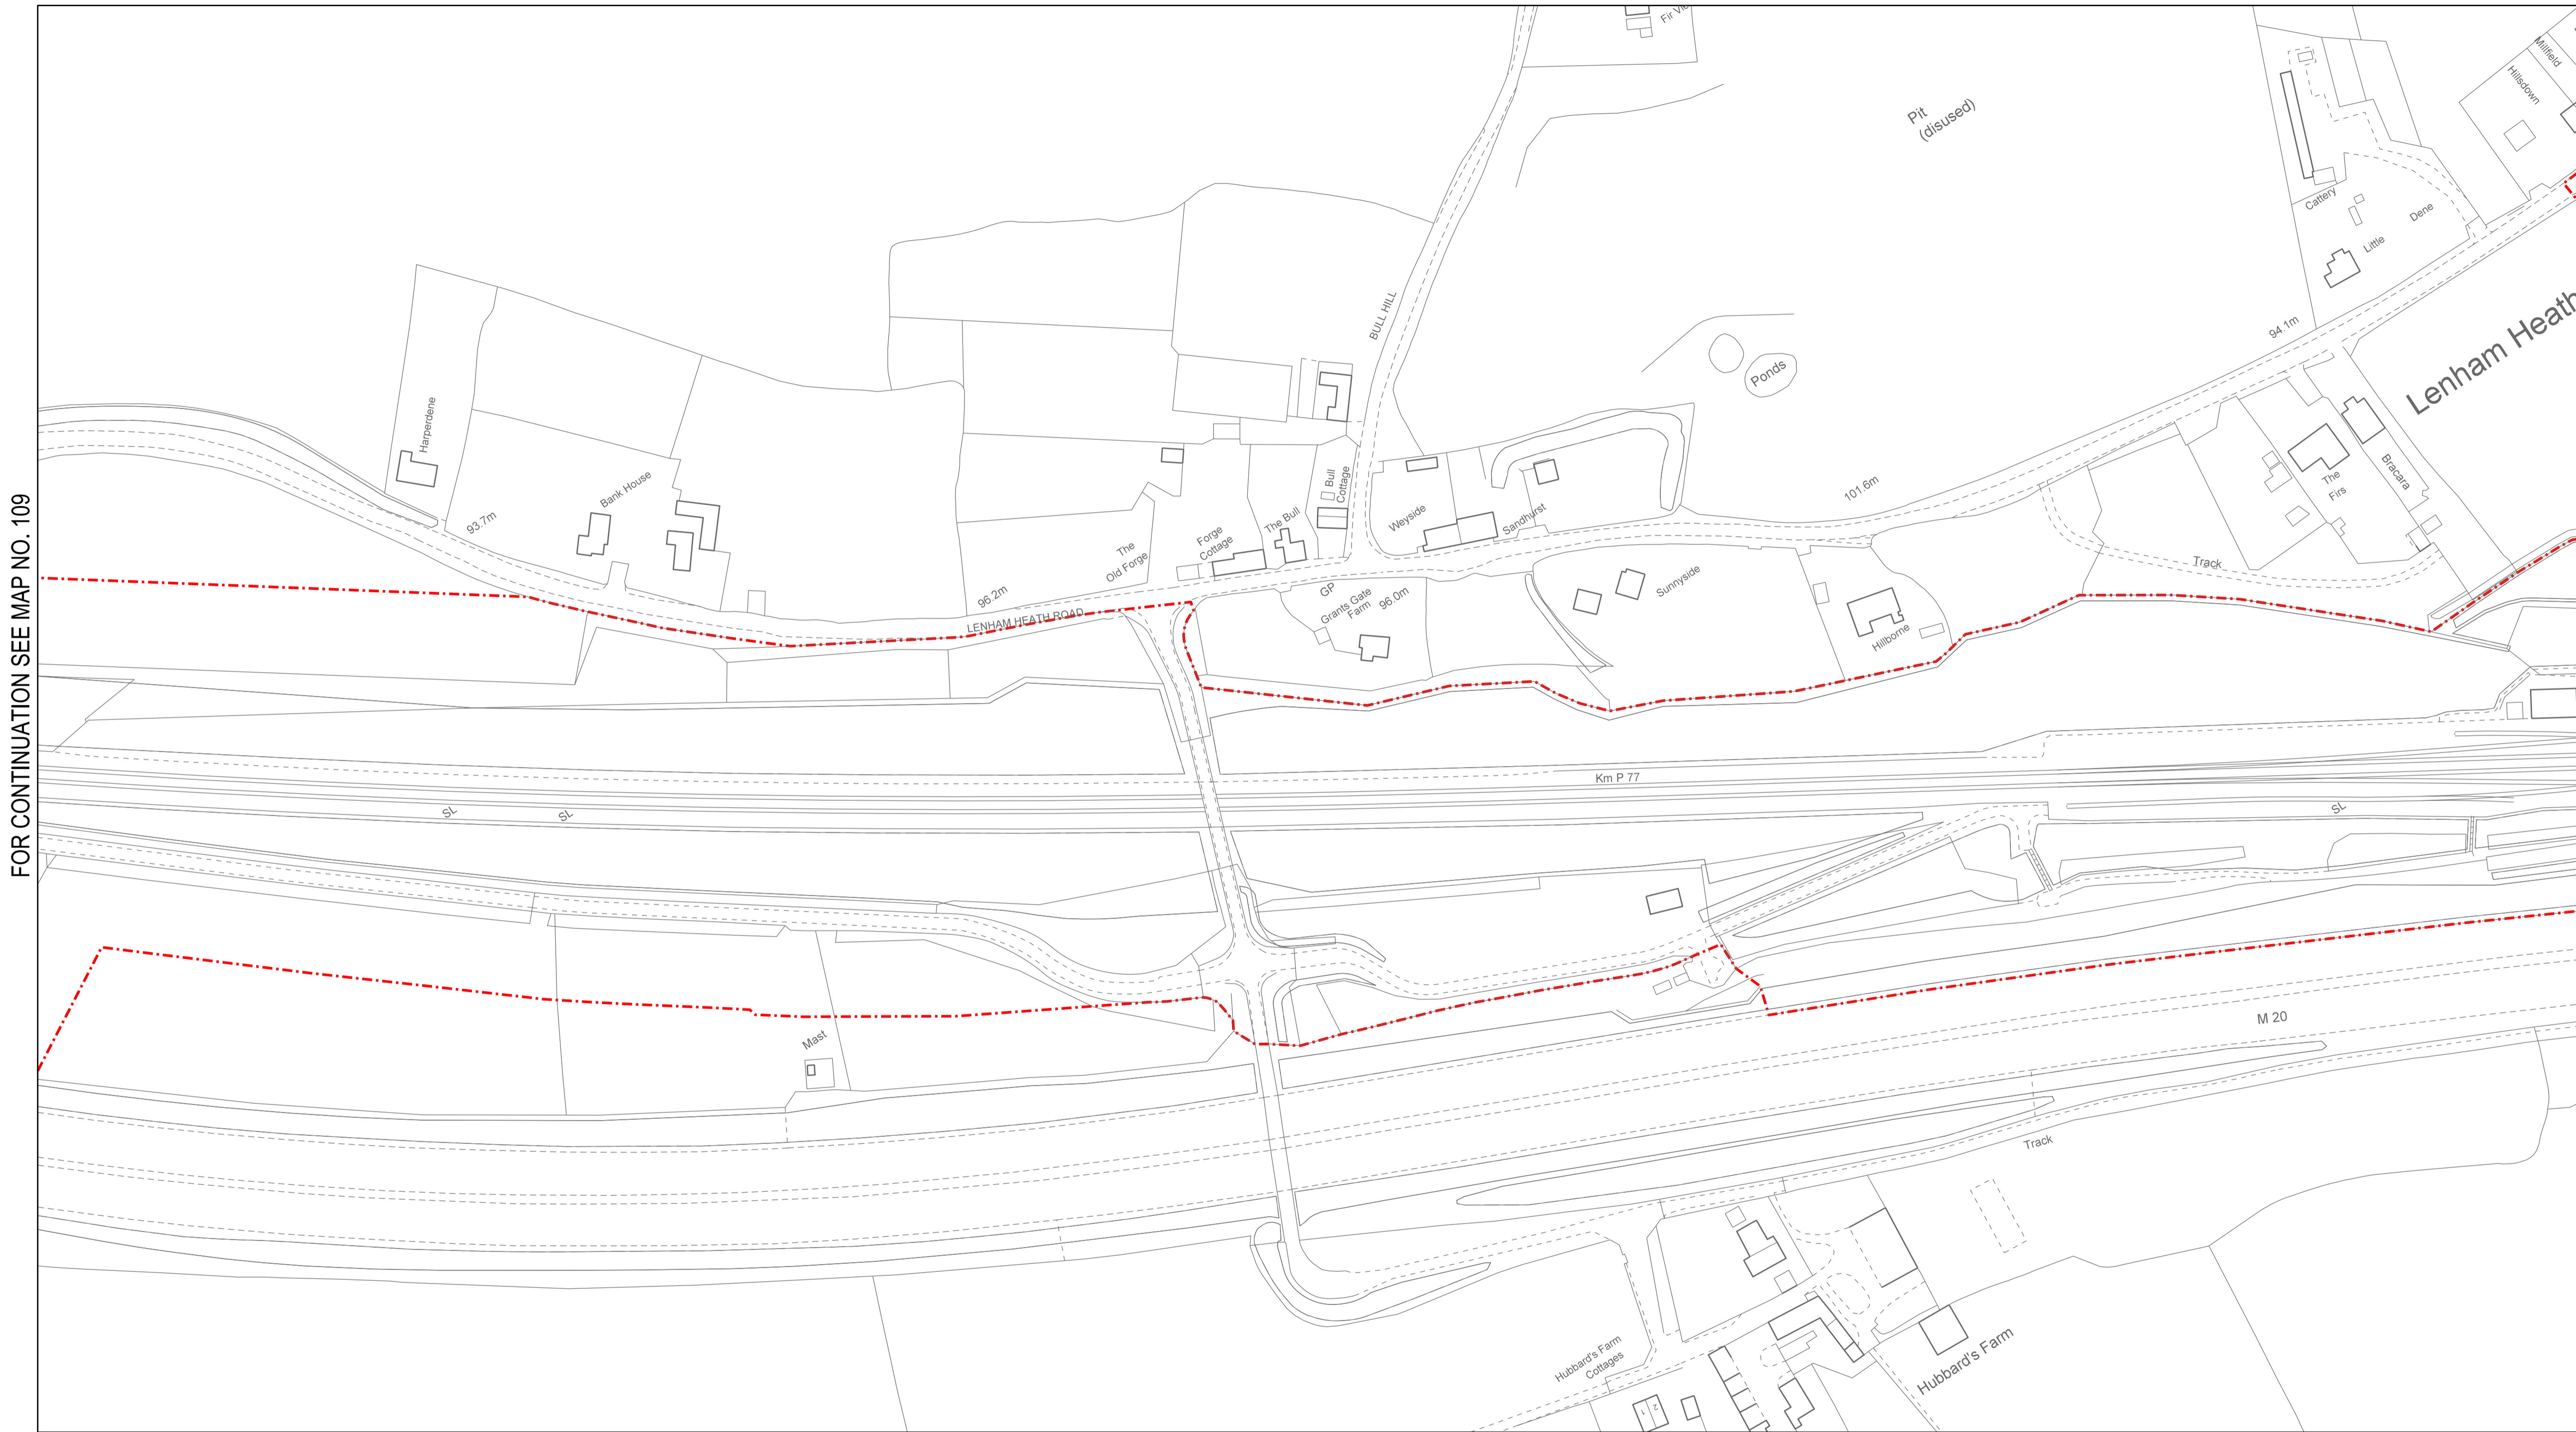 FOR CONTINUATION SEE MAP NO. 109
Pit
(disused)
Millfield
Hillsdown
Cattery
Little
Dene
94.1m
Lenham Heath
BULL HILL
Ponds
Harperdene
Bank House
93.7m
The
Old Forge
Forge
Cottage
The Bull
Bull
Cottage
Weyside
Sandhurst
101.6m
The
Firs
Bracara
Track
96.2m
LENHAM HEATH ROAD
GP
Grants Gate
Farm
96.0m
Sunnyside
Hillborne
Km P 77
SL
SL
SL
Mast
M 20
Track
Hubbard's Farm
Cottages
Hubbard's Farm
1
2